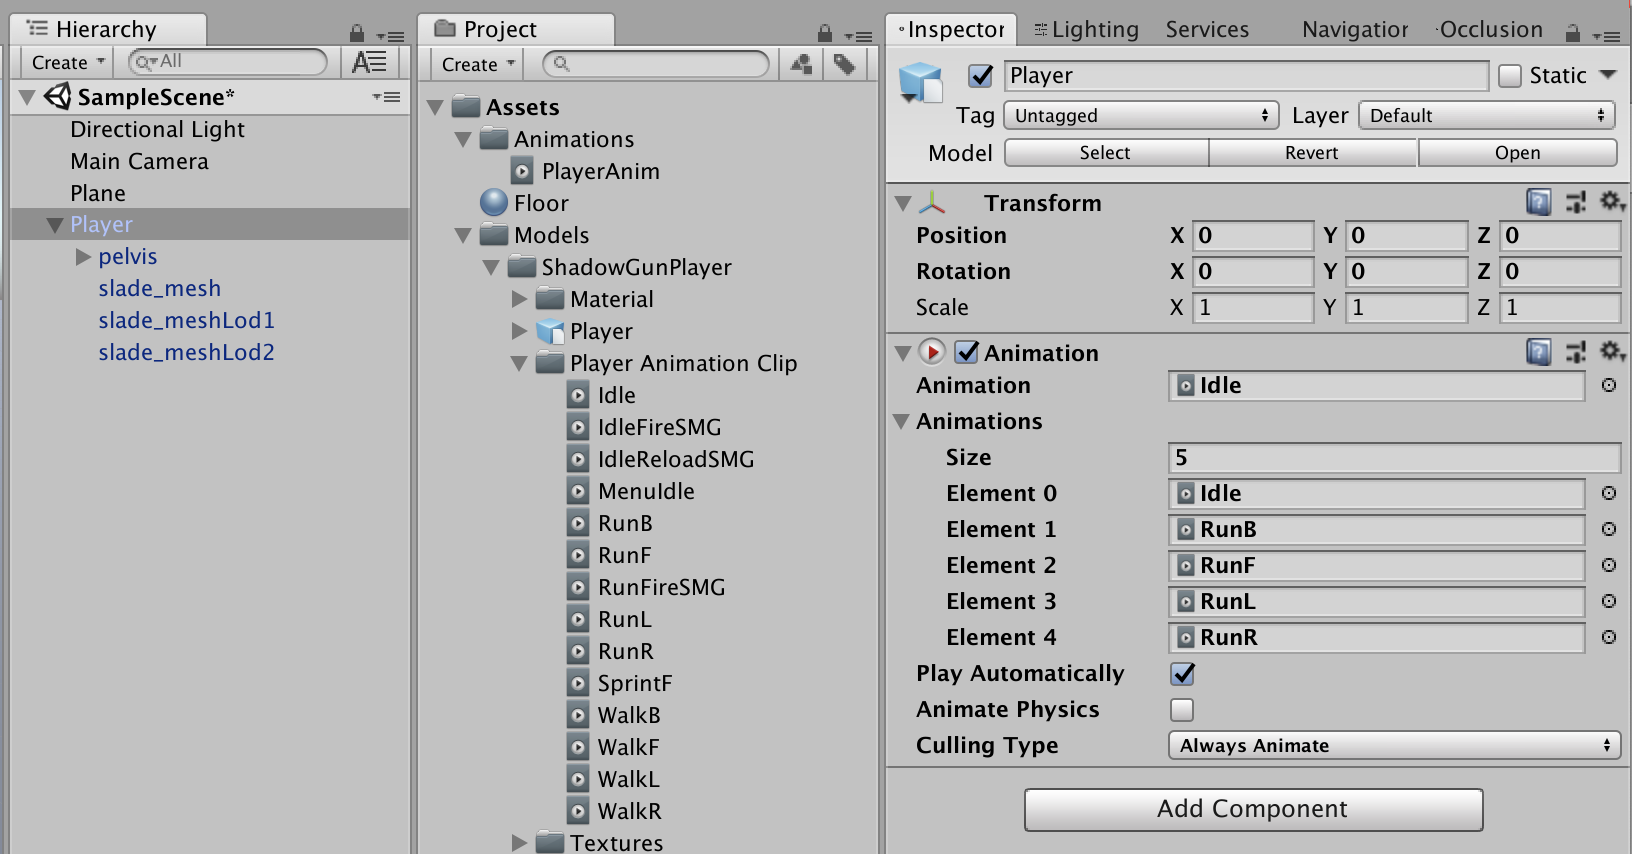 Hierarchy
Create
All
SampleScene*
Directional Light
Main Camera
Plane
Player
pelvis
slade_mesh
slade_meshLod1
slade_meshLod2
Project
Create
Assets
Animations
PlayerAnim
Floor
Models
ShadowGunPlayer
Material
Player
Player Animation Clip
Idle
IdleFireSMG
IdleReloadSMG
MenuIdle
RunB
RunF
RunFireSMG
RunL
RunR
SprintF
WalkB
WalkF
WalkL
WalkR
Textures
Inspector Lighting Services Navigation Occlusion
Player Static
Tag Untagged Layer Default
Model Select Revert Open
Transform
Position X 0 Y 0 Z 0
Rotation X 0 Y 0 Z 0
Scale X 1 Y 1 Z 1
Animation
Animation Idle
Animations
Size 5
Element 0 Idle
Element 1 RunB
Element 2 RunF
Element 3 RunL
Element 4 RunR
Play Automatically
Animate Physics
Culling Type Always Animate
Add Component